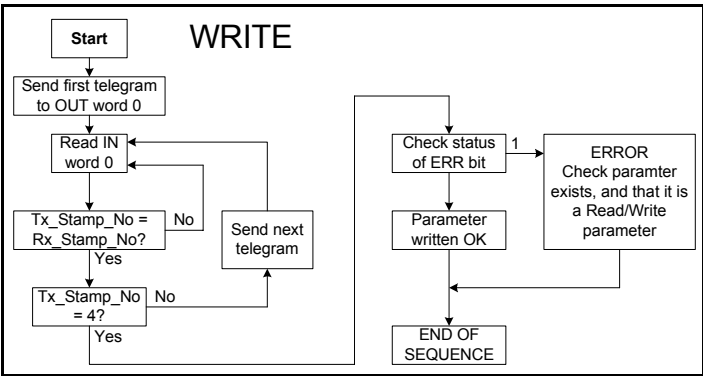 WRITE
Start
Send first telegram
to OUT word 0
Read IN
word 0
Tx_Stamp_No =
Rx_Stamp_No?
No
Yes
Send next
telegram
Tx_Stamp_No
= 4?
No
Yes
Check status
of ERR bit
1
ERROR
Check paramter
exists, and that it is
a Read/Write
parameter
Parameter
written OK
END OF
SEQUENCE